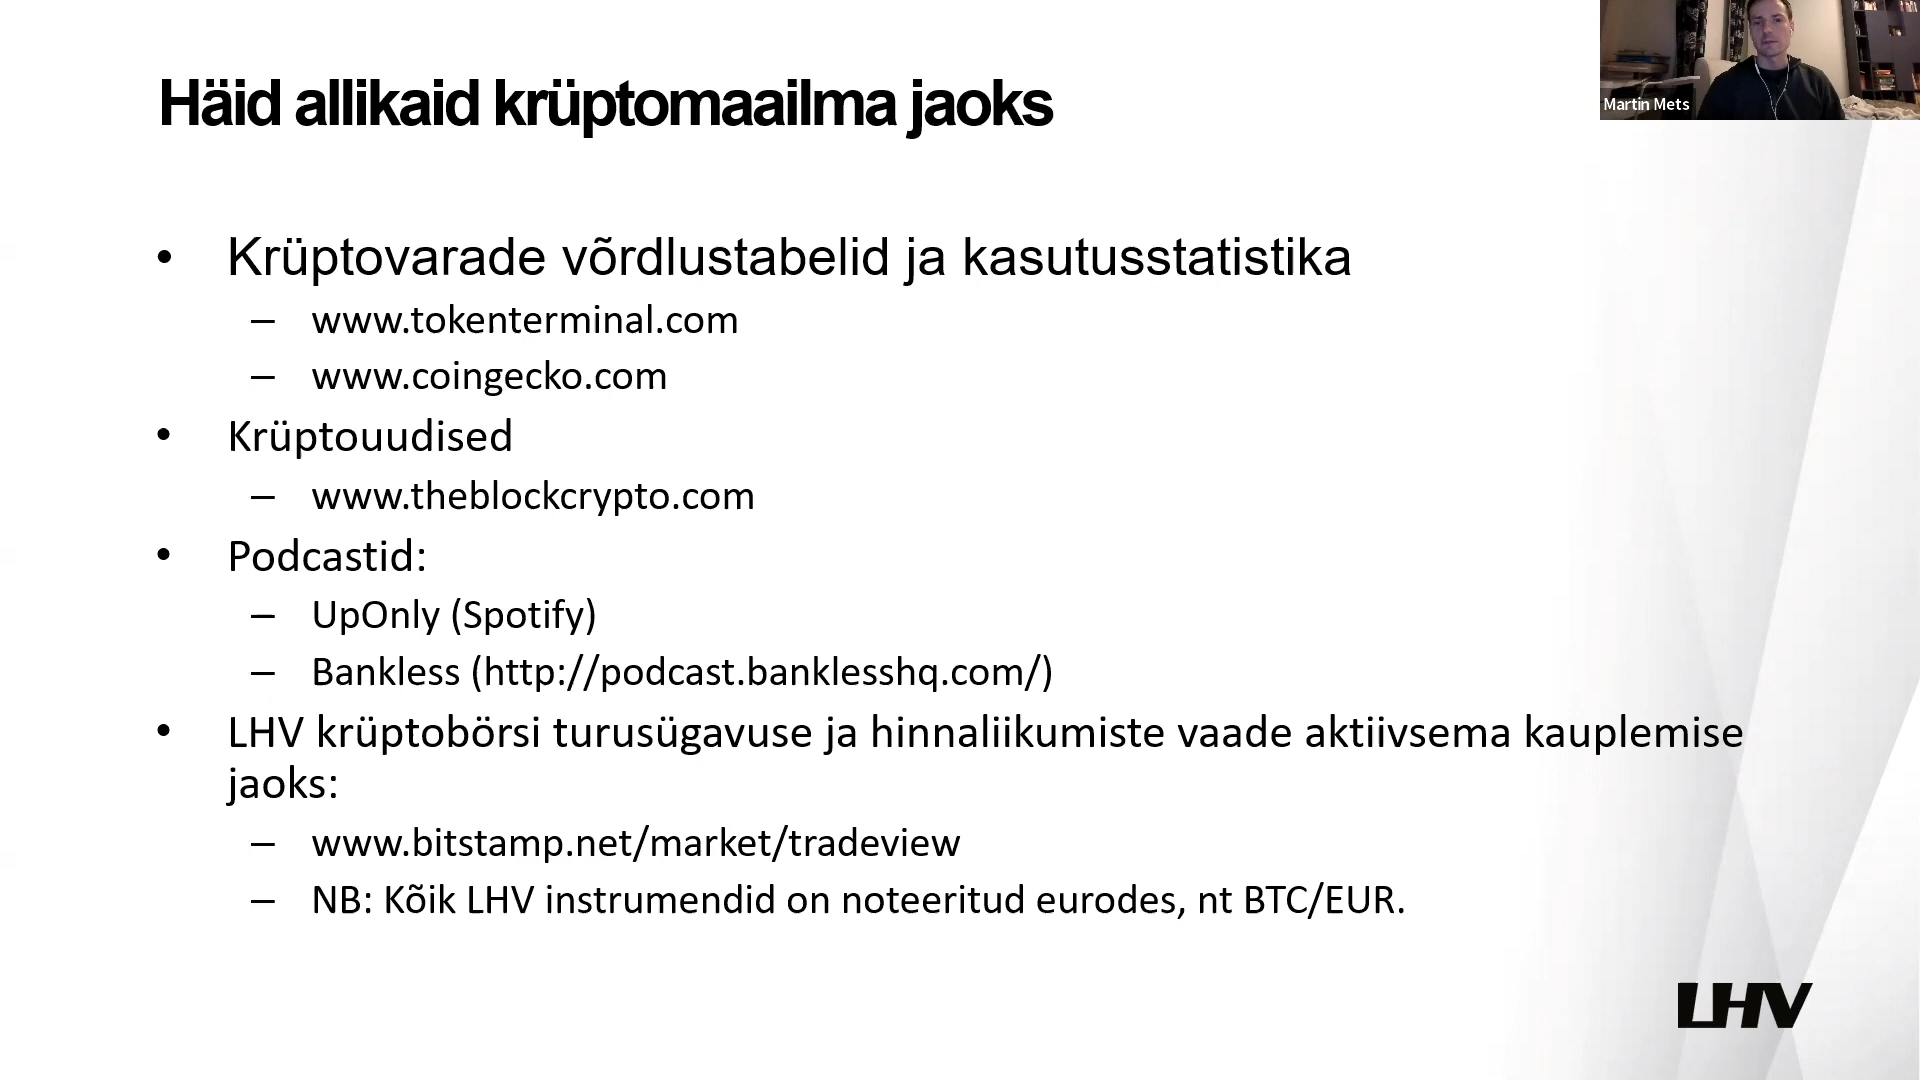 Häid allikaid krüptomaailma jaoks
Martin Mets
• Krüptovarade võrdlustabelid ja kasutusstatistika
– www.tokenterminal.com
– www.coingecko.com
• Krüptouudised
– www.theblockcrypto.com
• Podcastid:
– UpOnly (Spotify)
– Bankless (http://podcast.banklesshq.com/)
• LHV krüptobörsi turusügavuse ja hinnaliikumiste vaade aktiivsema kauplemise
jaoks:
– www.bitstamp.net/market/tradeview
– NB: Kõik LHV instrumendid on noteeritud eurodes, nt BTC/EUR.
LHV